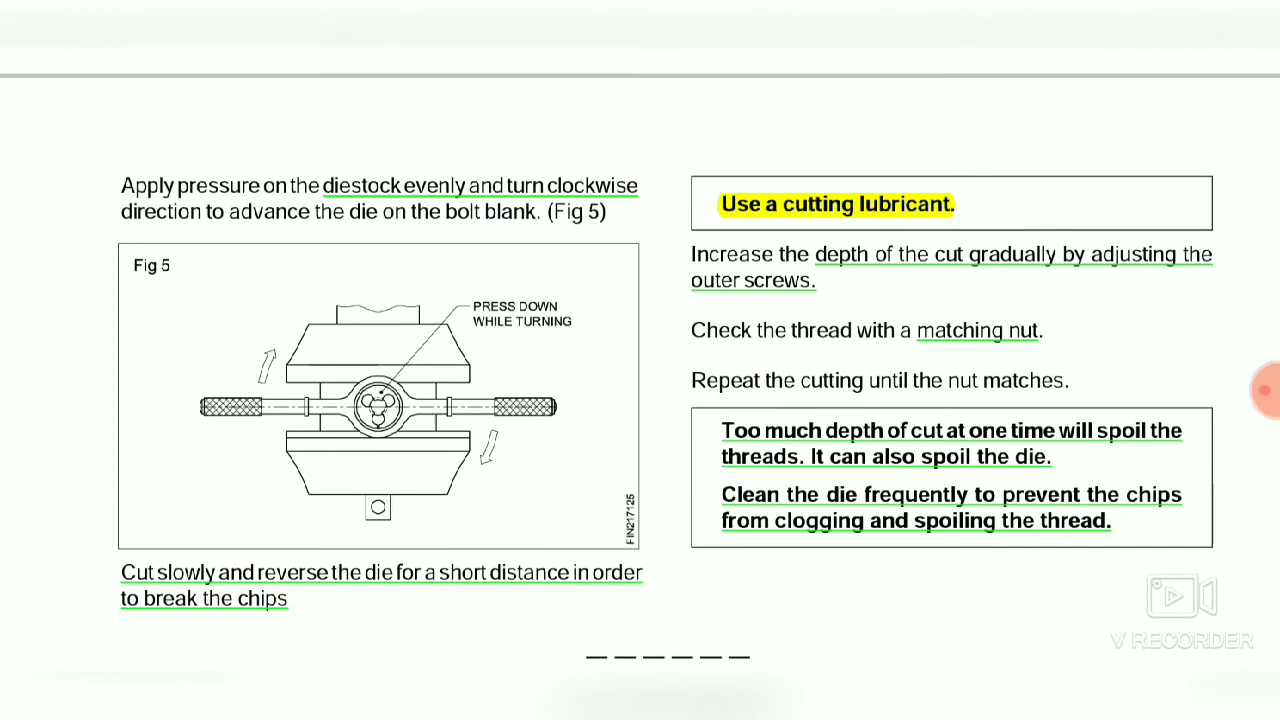 Apply pressure on the diestock evenly and turn clockwise
direction to advance the die on the bolt blank. (Fig 5)
Fig 5
PRESS DOWN
WHILE TURNING
FIN217125
Cut slowly and reverse the die for a short distance in order
to break the chips
Use a cutting lubricant.
Increase the depth of the cut gradually by adjusting the
outer screws.
Check the thread with a matching nut.
Repeat the cutting until the nut matches.
Too much depth of cut at one time will spoil the
threads. It can also spoil the die.
Clean the die frequently to prevent the chips
from clogging and spoiling the thread.
V RECORDER